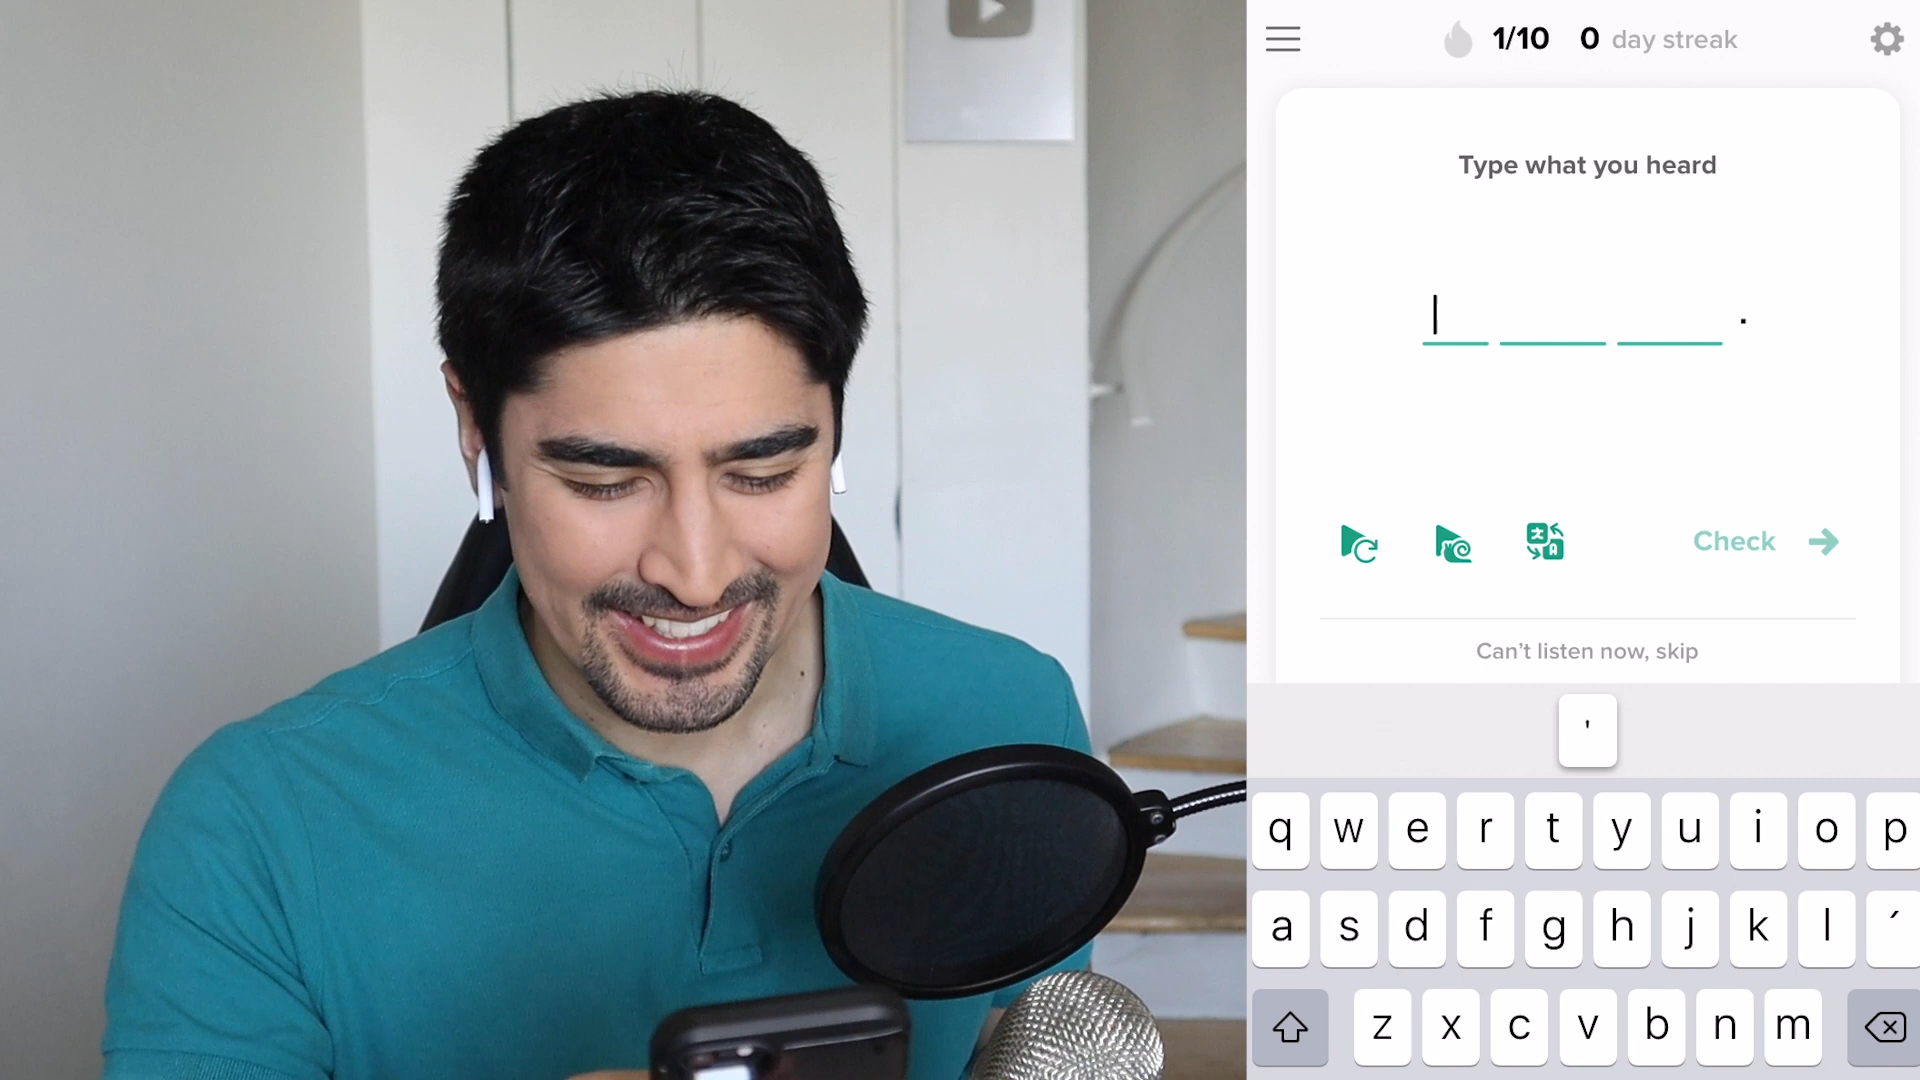 1/10 0 day streak
Type what you heard
.
Check
Can't listen now, skip
'
q w e r t y u i o p
a s d f g h j k l ´
z x c v b n m